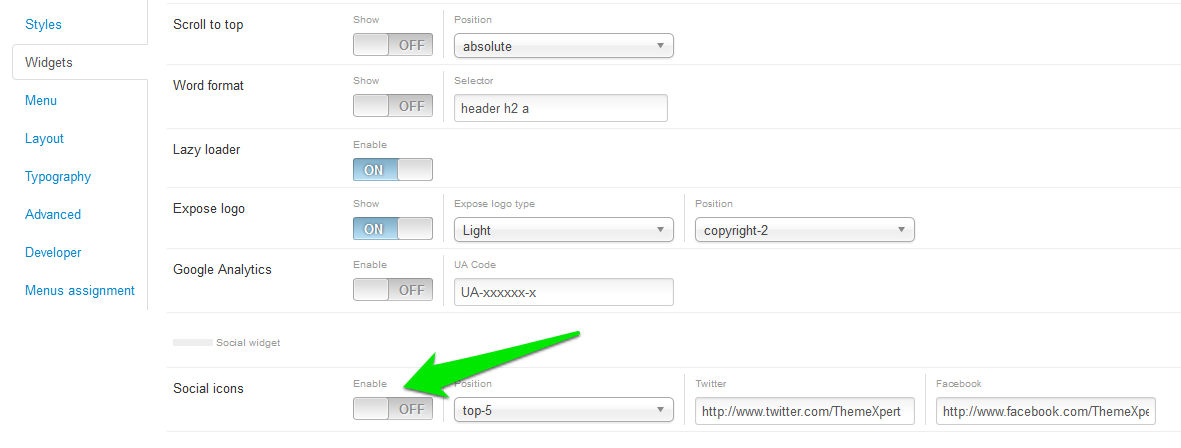 Styles
Widgets
Menu
Layout
Typography
Advanced
Developer
Menus assignment
Scroll to top Show OFF Position absolute
Word format Show OFF Selector header h2 a
Lazy loader Enable ON
Expose logo Show ON Expose logo type Light Position copyright-2
Google Analytics Enable OFF UA Code UA-xxxxxx-x
Social widget
Social icons Enable OFF Position top-5 Twitter http://www.twitter.com/ThemeXpert Facebook http://www.facebook.com/ThemeXpe